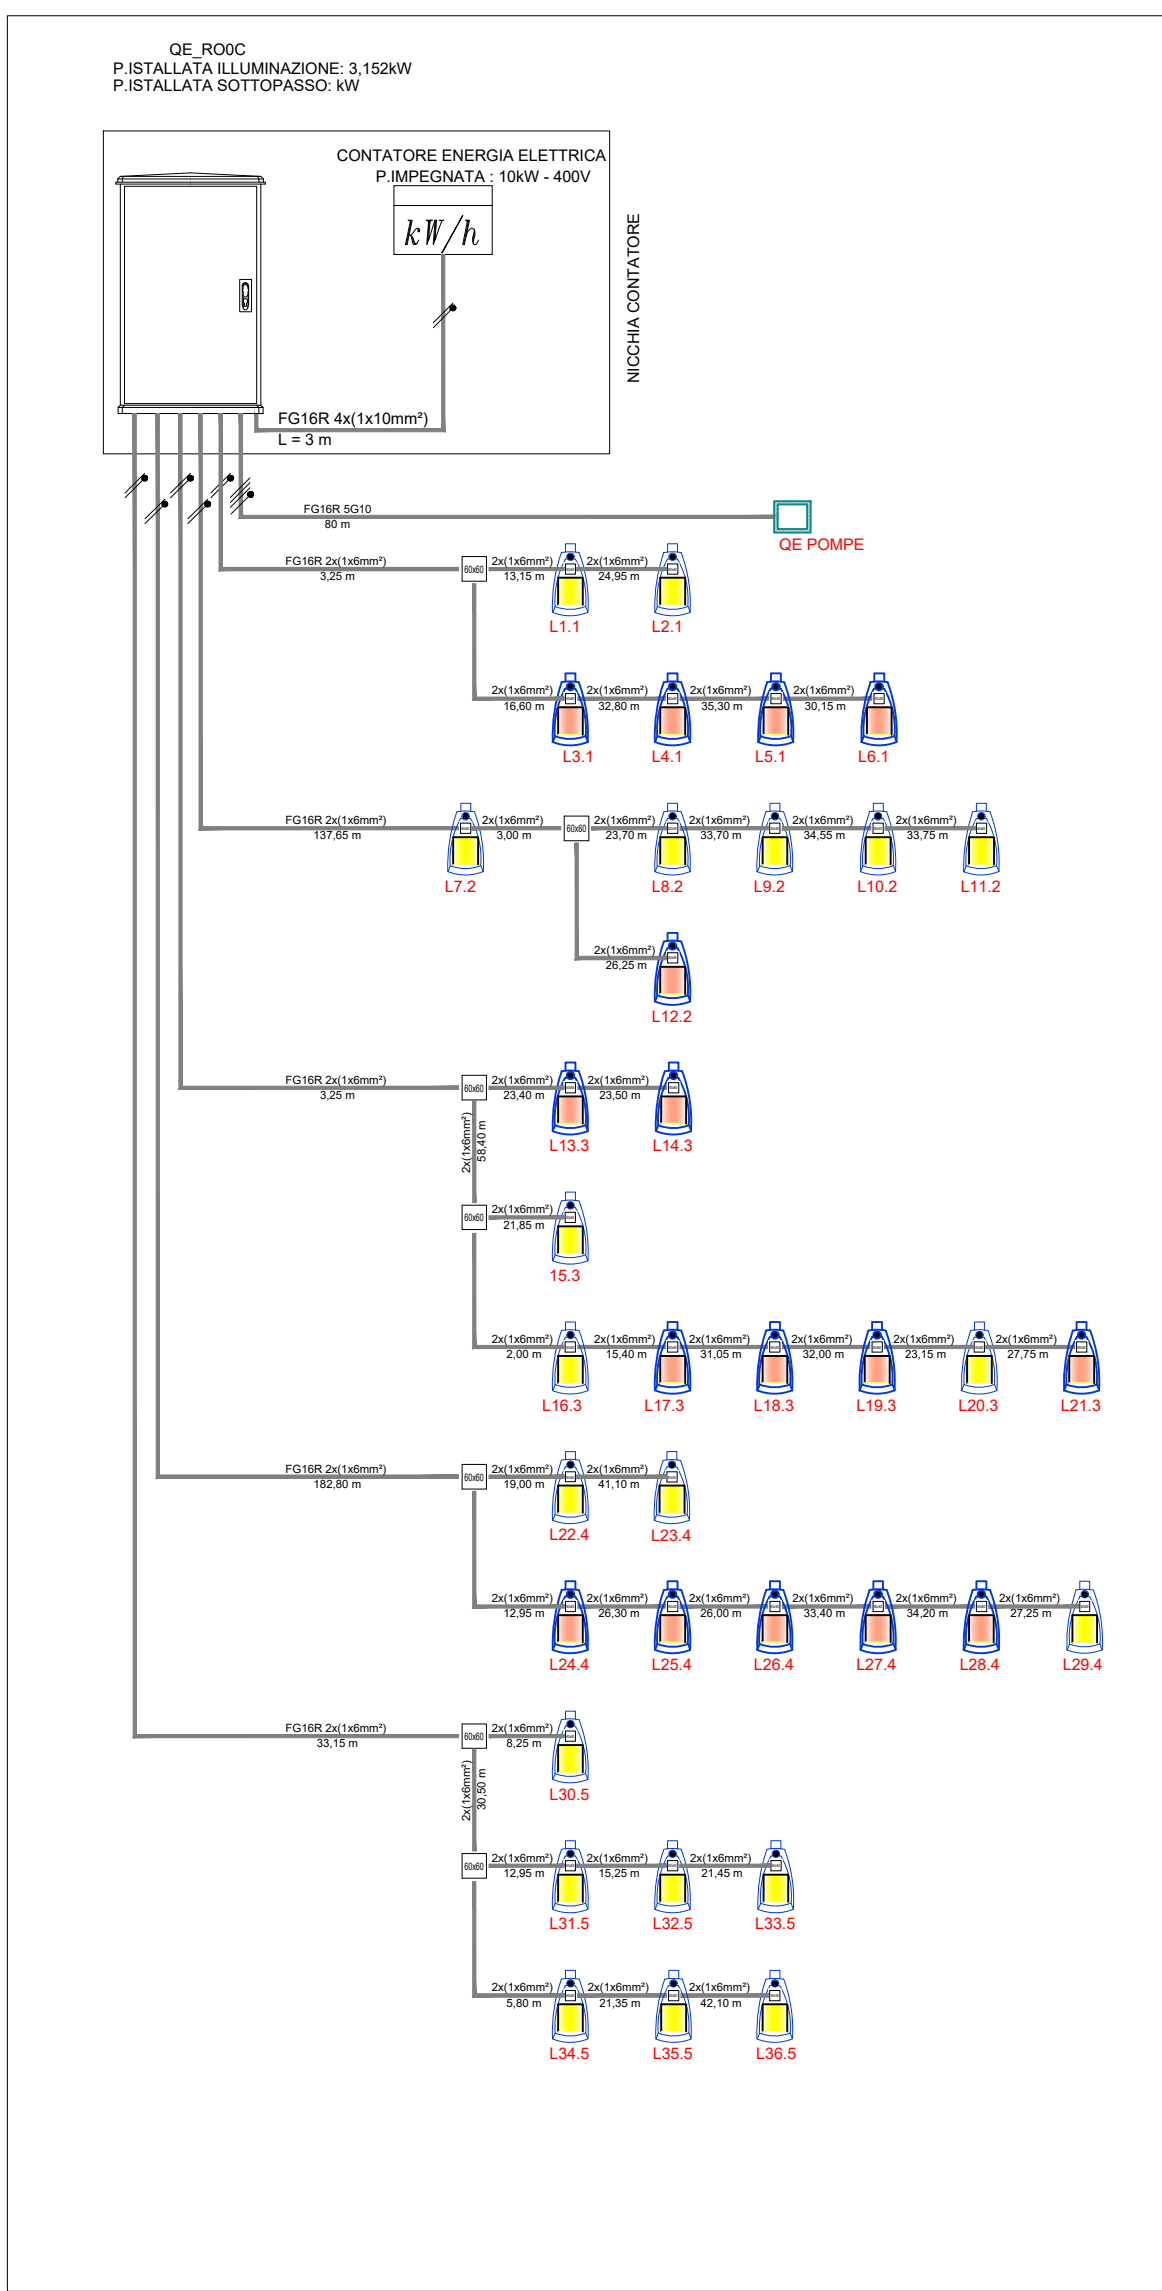 QE_RO0C
P.ISTALLATA ILLUMINAZIONE: 3,152kW
P.ISTALLATA SOTTOPASSO: kW
CONTATORE ENERGIA ELETTRICA
P.IMPEGNATA : 10kW - 400V
kW/h
NICCHIA CONTATORE
FG16R 4x(1x10mm²)
L = 3 m
FG16R 5G10
80 m
QE POMPE
FG16R 2x(1x6mm²)
3,25 m
60x60
2x(1x6mm²)
13,15 m
2x(1x6mm²)
24,95 m
L1.1
L2.1
2x(1x6mm²)
16,60 m
2x(1x6mm²)
32,80 m
2x(1x6mm²)
35,30 m
2x(1x6mm²)
30,15 m
L3.1
L4.1
L5.1
L6.1
FG16R 2x(1x6mm²)
137,65 m
2x(1x6mm²)
3,00 m
60x60
2x(1x6mm²)
23,70 m
2x(1x6mm²)
33,70 m
2x(1x6mm²)
34,55 m
2x(1x6mm²)
33,75 m
L7.2
L8.2
L9.2
L10.2
L11.2
2x(1x6mm²)
26,25 m
L12.2
FG16R 2x(1x6mm²)
3,25 m
60x60
2x(1x6mm²)
23,40 m
2x(1x6mm²)
23,50 m
L13.3
L14.3
2x(1x6mm²)
58,40 m
60x60
2x(1x6mm²)
21,85 m
15.3
2x(1x6mm²)
2,00 m
2x(1x6mm²)
15,40 m
2x(1x6mm²)
31,05 m
2x(1x6mm²)
32,00 m
2x(1x6mm²)
23,15 m
2x(1x6mm²)
27,75 m
L16.3
L17.3
L18.3
L19.3
L20.3
L21.3
FG16R 2x(1x6mm²)
182,80 m
60x60
2x(1x6mm²)
19,00 m
2x(1x6mm²)
41,10 m
L22.4
L23.4
2x(1x6mm²)
12,95 m
2x(1x6mm²)
26,30 m
2x(1x6mm²)
26,00 m
2x(1x6mm²)
33,40 m
2x(1x6mm²)
34,20 m
2x(1x6mm²)
27,25 m
L24.4
L25.4
L26.4
L27.4
L28.4
L29.4
FG16R 2x(1x6mm²)
33,15 m
60x60
2x(1x6mm²)
8,25 m
L30.5
2x(1x6mm²)
30,50 m
60x60
2x(1x6mm²)
12,95 m
2x(1x6mm²)
15,25 m
2x(1x6mm²)
21,45 m
L31.5
L32.5
L33.5
2x(1x6mm²)
5,80 m
2x(1x6mm²)
21,35 m
2x(1x6mm²)
42,10 m
L34.5
L35.5
L36.5